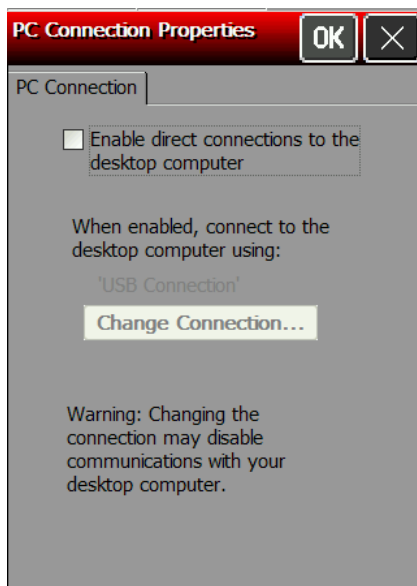 PC Connection Properties OK
PC Connection
Enable direct connections to the
desktop computer
When enabled, connect to the
desktop computer using:
'USB Connection'
Change Connection...
Warning: Changing the
connection may disable
communications with your
desktop computer.